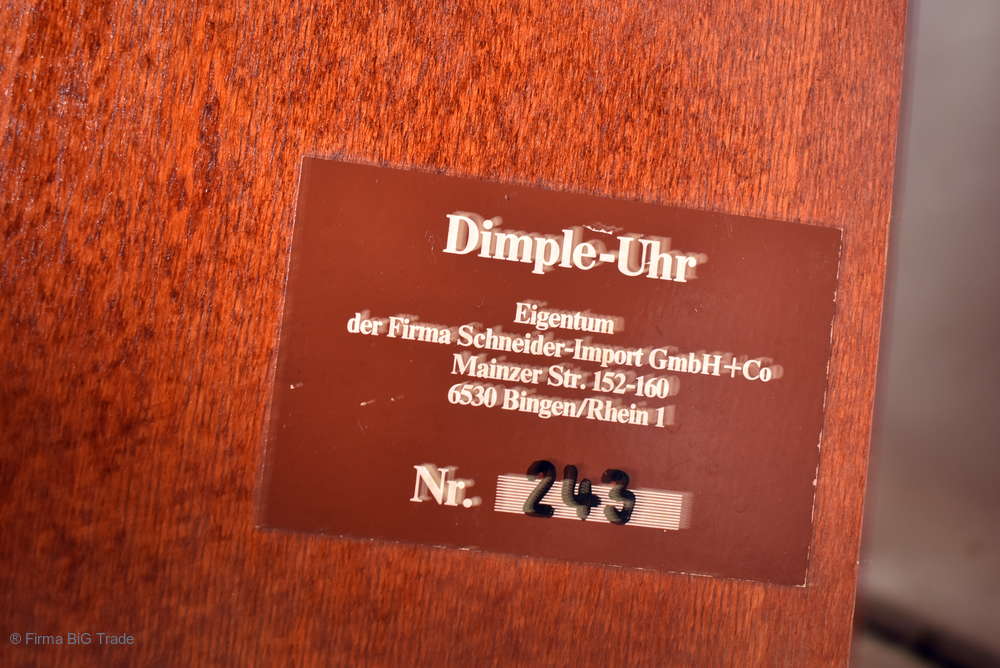 Dimple-Uhr
Eigentum
der Firma Schneider-Import GmbH+Co
Mainzer Str. 152-160
6530 Bingen/Rhein 1
Nr. 243
® Firma BiG Trade